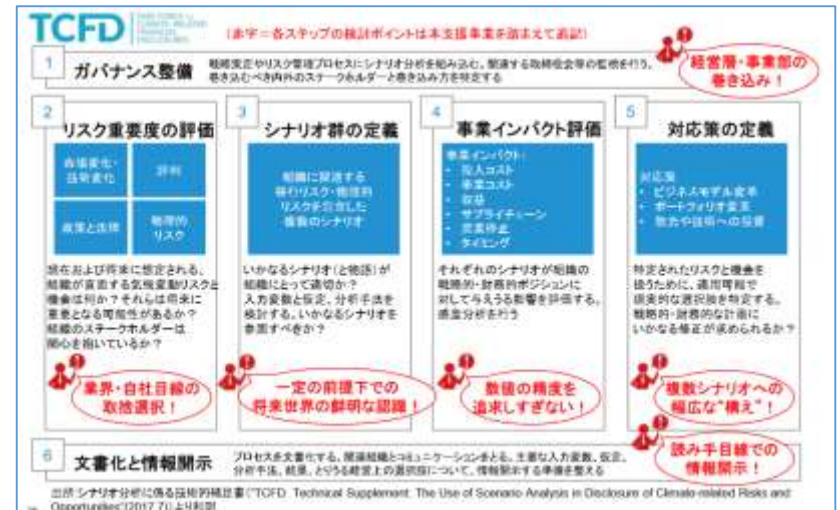 TCFD
TASK FORCE on
CLIMATE-RELATED
FINANCIAL
DISCLOSURES
(赤字=各ステップの検討ポイントは本支援事業を踏まえて追記)
1
ガバナンス整備
戦略策定やリスク管理プロセスにシナリオ分析を組み込む。関連する取締役会等の監視を行う。
巻き込むべき内外のステークホルダーと巻き込み方を特定する
経営層・事業部の
巻き込み!
2
リスク重要度の評価
市場変化・
技術変化
評判
政策と法律
物理的
リスク
現在および将来に想定される、
組織が直面する気候変動リスクと
機会は何か?それらは将来に
重要となる可能性があるか?
組織のステークホルダーは
関心を抱いているか?
業界・自社目線の
取捨選択!
3
シナリオ群の定義
組織に関連する
移行リスク・物理的
リスクを包含した
複数のシナリオ
いかなるシナリオ(と物語)が
組織にとって適切か?
入力変数と仮定、分析手法を
検討する。いかなるシナリオを
参照すべきか?
一定の前提下での
将来世界の鮮明な認識!
4
事業インパクト評価
事業インパクト:
• 投入コスト
• 事業コスト
• 収益
• サプライチェーン
• 営業停止
• タイミング
それぞれのシナリオが組織の
戦略的・財務的ポジションに
対して与えうる影響を評価する。
感度分析を行う
数値の精度を
追求しすぎない!
5
対応策の定義
対応策
• ビジネスモデル変革
• ポートフォリオ変革
• 能力や技術への投資
特定されたリスクと機会を
扱うために、適用可能で
現実的な選択肢を特定する。
戦略的・財務的な計画に
いかなる修正が求められるか?
複数シナリオへの
幅広な“構え”!
6
文書化と情報開示
プロセスを文書化する。関連組織とコミュニケーションをとる。主要な入力変数、仮定、
分析手法、結果、とりうる経営上の選択肢について、情報開示する準備を整える
読み手目線での
情報開示!
出所:シナリオ分析に係る技術的補足書("TCFD. Technical Supplement. The Use of Scenario Analysis in Disclosure of Climate-related Risks and
Opportunities"(2017.7))より和訳